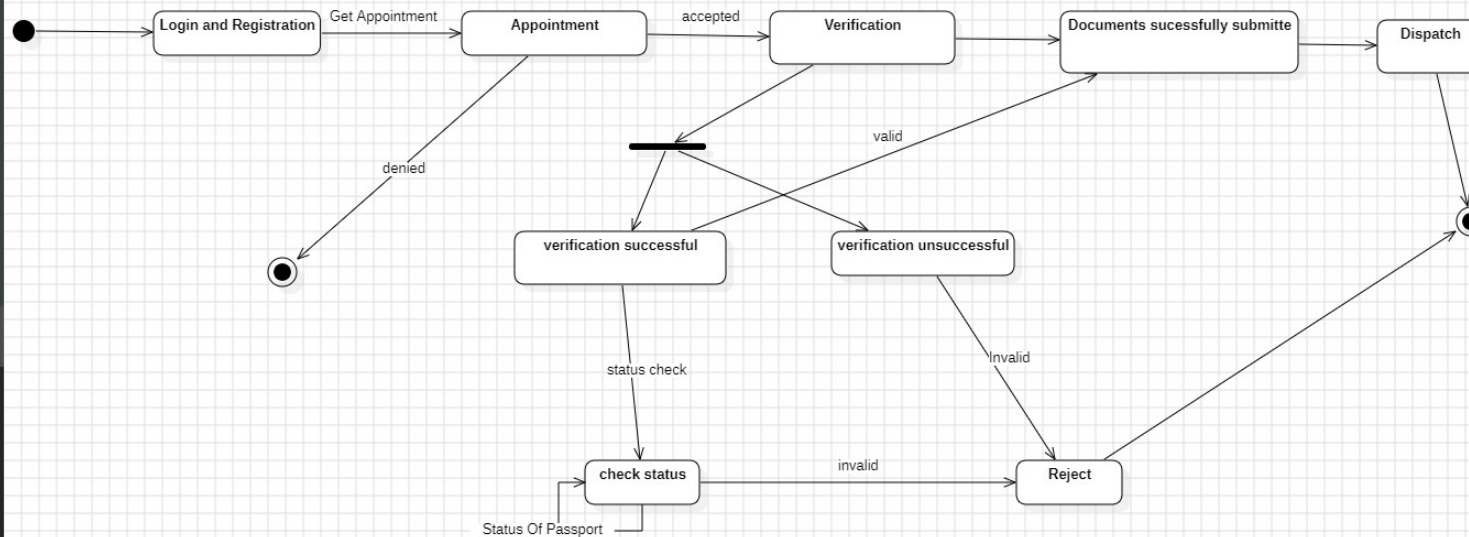 Login and Registration
Get Appointment
Appointment
accepted
Verification
Documents sucessfully submitte
Dispatch
denied
valid
verification successful
verification unsuccessful
status check
Invalid
check status
invalid
Reject
Status Of Passport